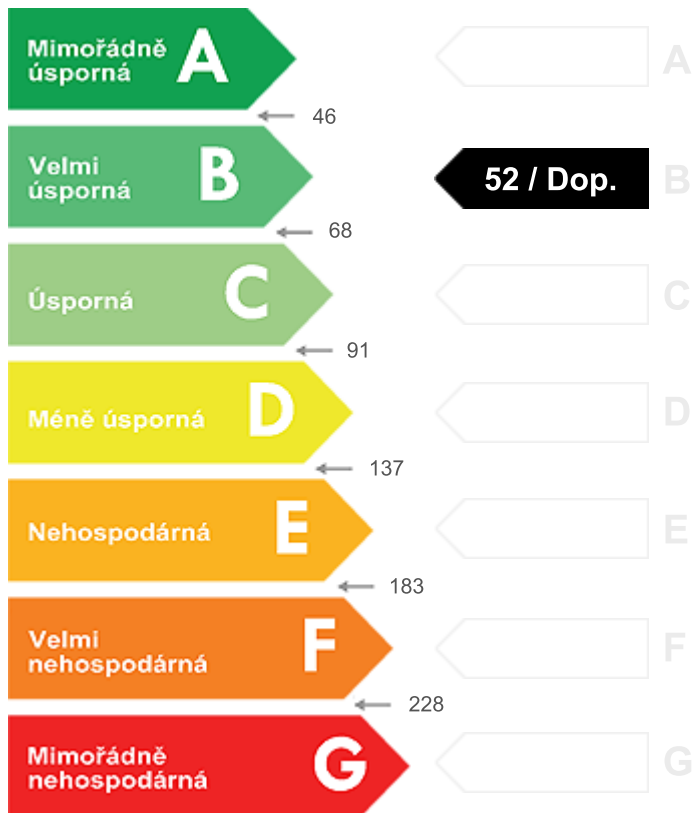 Mimořádně
úsporná
A
A
46
Velmi
úsporná
B
52 / Dop.
B
68
Úsporná
C
C
91
Méně úsporná
D
D
137
Nehospodárná
E
E
183
Velmi
nehospodárná
F
F
228
Mimořádně
nehospodárná
G
G